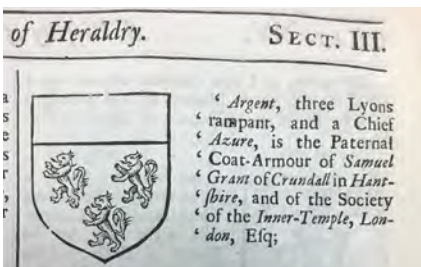 of Heraldry. SECT. III.
‘ Argent, three Lyons
‘ rampant, and a Chief
‘ Azure, is the Paternal
‘ Coat-Armour of Samuel
‘ Grant of Crundall in Hant-
‘ ſhire, and of the Society
‘ of the Inner-Temple, Lon-
‘ don, Eſq;